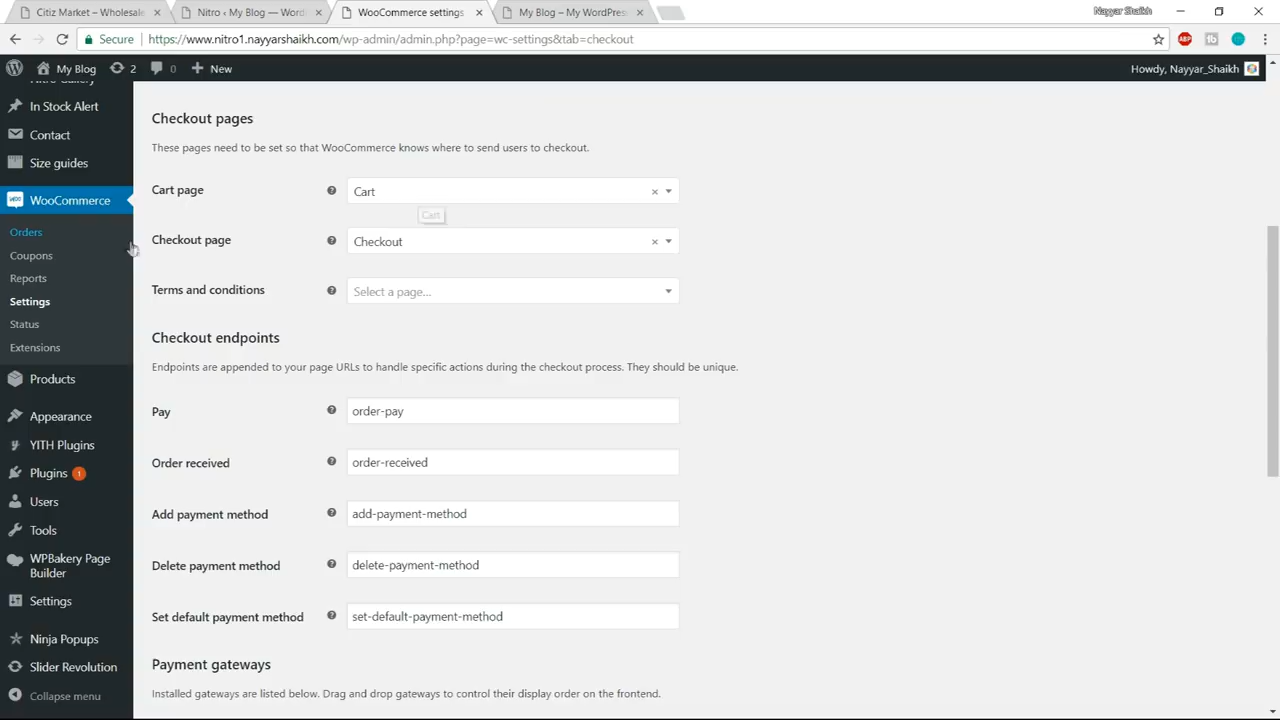 Citiz Market – Wholesale
Nitro ‹ My Blog — Word
WooCommerce settings
My Blog – My WordPress
Nayyar Shaikh
Secure
https://www.nitro1.nayyarshaikh.com/wp-admin/admin.php?page=wc-settings&tab=checkout
ABP
tb
My Blog
2
0
New
Howdy, Nayyar_Shaikh
Nitro Gallery
In Stock Alert
Contact
Size guides
WooCommerce
Orders
Coupons
Reports
Settings
Status
Extensions
Products
Appearance
YITH Plugins
Plugins 1
Users
Tools
WPBakery Page
Builder
Settings
Ninja Popups
Slider Revolution
Collapse menu
Checkout pages
These pages need to be set so that WooCommerce knows where to send users to checkout.
Cart page
Cart
Cart
Checkout page
Checkout
Terms and conditions
Select a page...
Checkout endpoints
Endpoints are appended to your page URLs to handle specific actions during the checkout process. They should be unique.
Pay
order-pay
Order received
order-received
Add payment method
add-payment-method
Delete payment method
delete-payment-method
Set default payment method
set-default-payment-method
Payment gateways
Installed gateways are listed below. Drag and drop gateways to control their display order on the frontend.